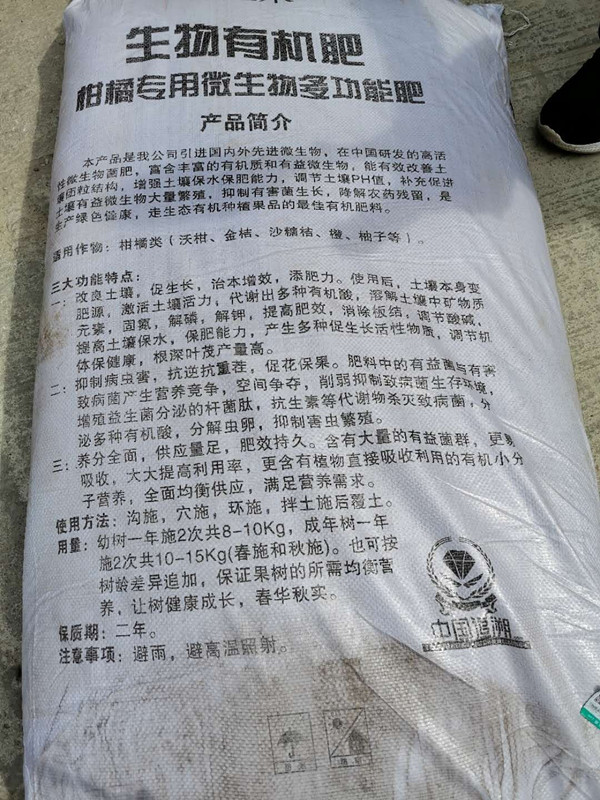 生物有机肥
柑橘专用微生物多功能肥
产品简介
本产品是我公司引进国内外先进微生物，在中国研发的高活
性微生物菌肥，富含丰富的有机质和有益微生物，能有效改善土
壤团粒结构，增强土壤保水保肥能力，调节土壤PH值，补充促进
土壤有益微生物大量繁殖，抑制有害菌生长，降解农药残留，是
生产绿色健康，走生态有机种植果品的最佳有机肥料。
适用作物：柑橘类（沃柑、金桔、沙糖桔、橙、柚子等）。
三大功能特点：
一：改良土壤，促生长，治本增效，添肥力。使用后，土壤本身变
肥源，激活土壤活力，代谢出多种有机酸，溶解土壤中矿物质
元素，固氮，解磷，解钾，提高肥效，消除板结，调节酸碱，
提高土壤保水，保肥能力，产生多种促生长活性物质，调节机
体保健康，根深叶茂产量高。
二：抑制病虫害，抗逆抗重茬，促花保果。肥料中的有益菌与有害
致病菌产生营养竞争，空间争夺，削弱抑制致病菌生存环境，
增殖益生菌分泌的杆菌肽，抗生素等代谢物杀灭致病菌，分
泌多种有机酸，分解虫卵，抑制害虫繁殖。
三：养分全面，供应量足，肥效持久。含有大量的有益菌群，更易
吸收，大大提高利用率，更含有植物直接吸收利用的有机小分
子营养，全面均衡供应，满足营养需求。
使用方法：沟施，穴施，环施，拌土施后覆土。
用量：幼树一年施2次共8-10Kg，成年树一年
施2次共10-15Kg(春施和秋施)。也可按
树龄差异追加，保证果树的所需均衡营
养，让树健康成长，春华秋实。
保质期：二年。
注意事项：避雨，避高温照射。